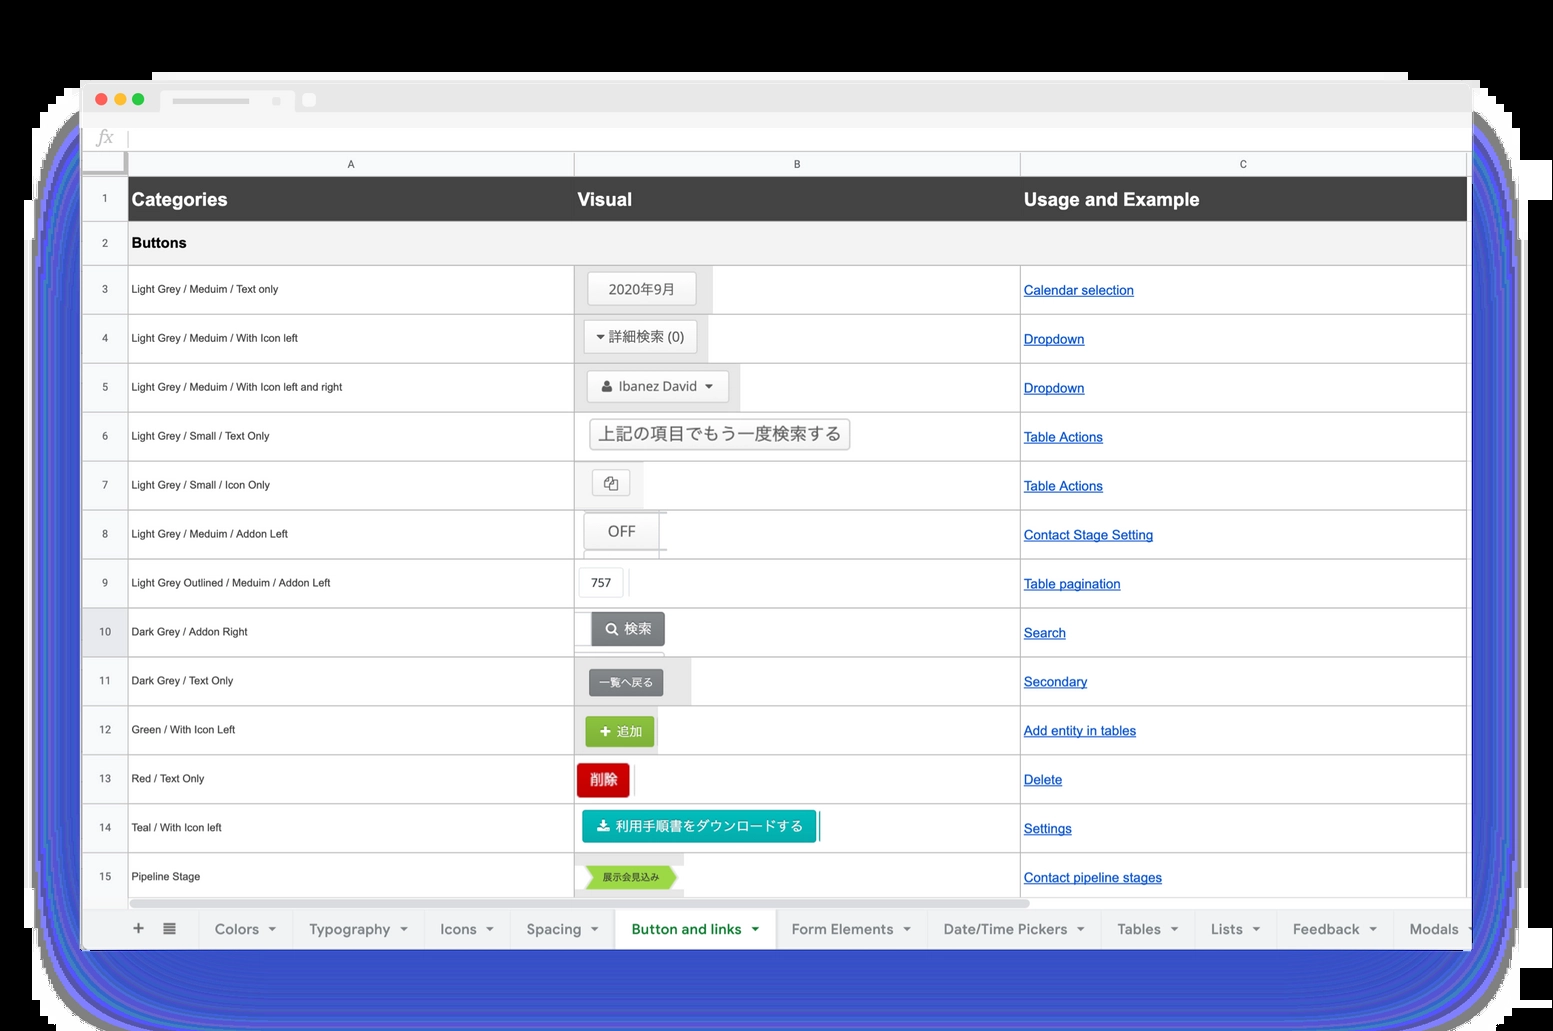 fx
A B C
1 Categories Visual Usage and Example
2 Buttons
3 Light Grey / Meduim / Text only 2020年9月 Calendar selection
4 Light Grey / Meduim / With Icon left 詳細検索 (0) Dropdown
5 Light Grey / Meduim / With Icon left and right Ibanez David Dropdown
6 Light Grey / Small / Text Only 上記の項目でもう一度検索する Table Actions
7 Light Grey / Small / Icon Only Table Actions
8 Light Grey / Meduim / Addon Left OFF Contact Stage Setting
9 Light Grey Outlined / Meduim / Addon Left 757 Table pagination
10 Dark Grey / Addon Right 検索 Search
11 Dark Grey / Text Only 一覧へ戻る Secondary
12 Green / With Icon Left 追加 Add entity in tables
13 Red / Text Only 削除 Delete
14 Teal / With Icon left 利用手順書をダウンロードする Settings
15 Pipeline Stage 展示会見込み Contact pipeline stages
Colors Typography Icons Spacing Button and links Form Elements Date/Time Pickers Tables Lists Feedback Modals